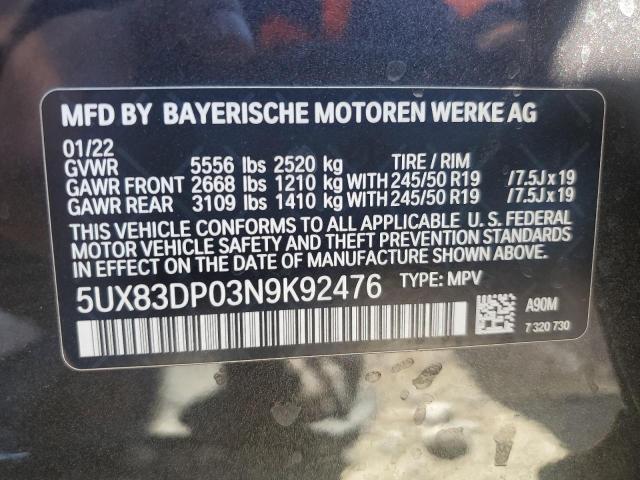 MFD BY BAYERISCHE MOTOREN WERKE AG
01/22
GVWR 5556 lbs 2520 kg TIRE / RIM
GAWR FRONT 2668 lbs 1210 kg WITH 245/50 R19 /7.5J x 19
GAWR REAR 3109 lbs 1410 kg WITH 245/50 R19 /7.5J x 19
THIS VEHICLE CONFORMS TO ALL APPLICABLE U. S. FEDERAL
MOTOR VEHICLE SAFETY AND THEFT PREVENTION STANDARDS
IN EFFECT ON THE DATE OF MANUFACTURE SHOWN ABOVE.
5UX83DP03N9K92476 TYPE: MPV
A90M
7 320 730